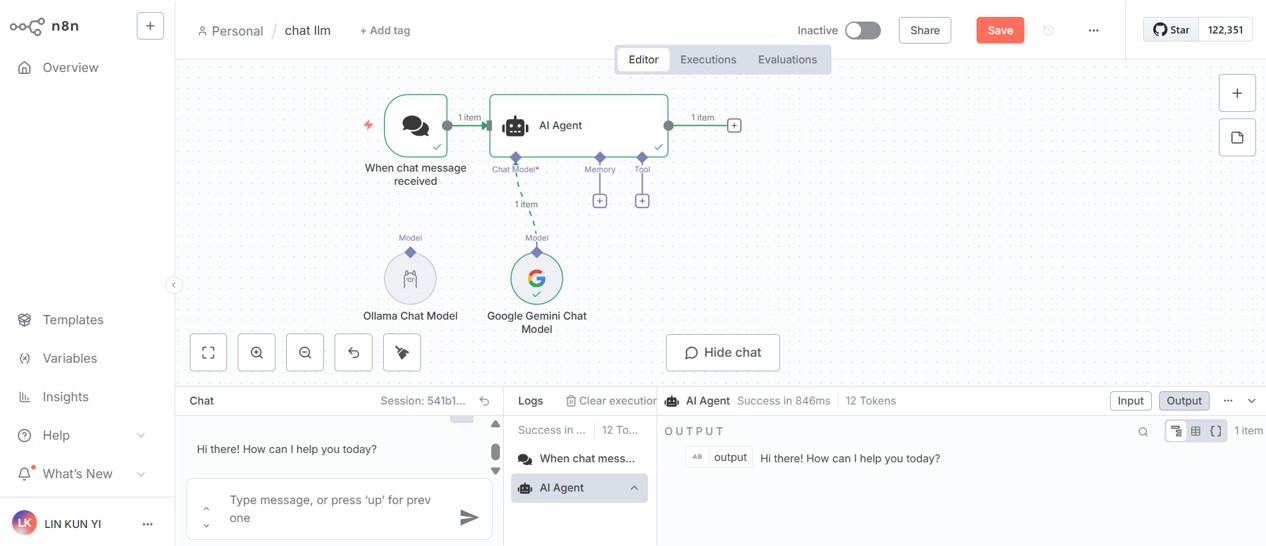 n8n
+
Personal / chat llm + Add tag
Inactive
Share
Save
...
Star 122,351
Overview
Editor Executions Evaluations
1 item
AI Agent
1 item
When chat message
received
Chat Model*
Memory
Tool
1 item
Model
Model
Ollama Chat Model
Google Gemini Chat
Model
Templates
Variables
Insights
Help
What's New
LK LIN KUN YI ...
Hide chat
Chat
Session: 541b1...
Hi there! How can I help you today?
Type message, or press 'up' for prev
one
Logs
Clear execution
Success in ... 12 To...
When chat mess...
AI Agent
AI Agent Success in 846ms 12 Tokens
Input Output ...
OUTPUT
1 item
AB output Hi there! How can I help you today?